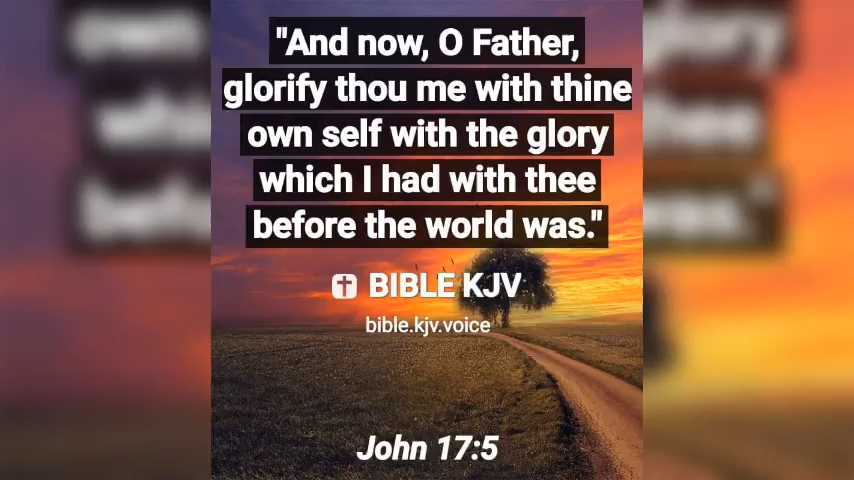 "And now, O Father,
glorify thou me with thine
own self with the glory
which I had with thee
before the world was."
BIBLE KJV
bible.kjv.voice
John 17:5